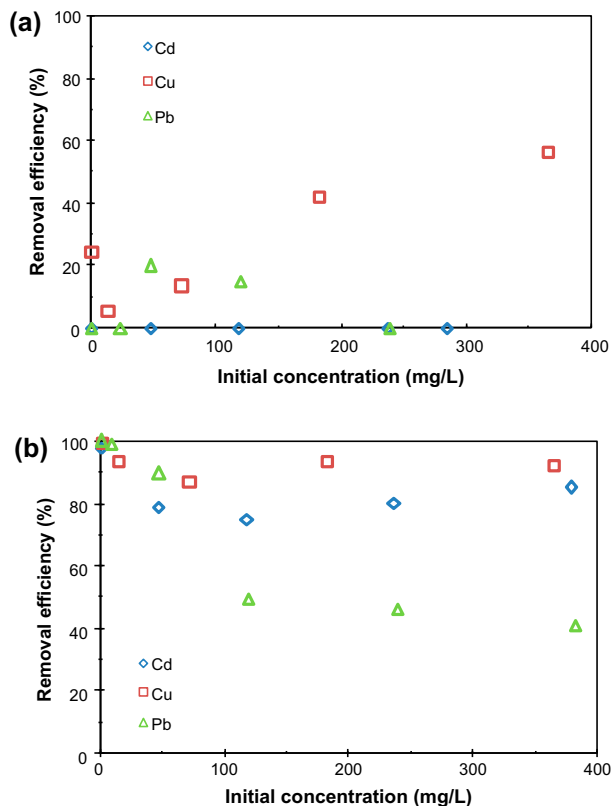 (a)
100
80
60
40
20
0
Removal efficiency (%)
Cd
Cu
Pb
0 100 200 300 400
Initial concentration (mg/L)
(b)
100
80
60
40
20
0
Removal efficiency (%)
Cd
Cu
Pb
0 100 200 300 400
Initial concentration (mg/L)